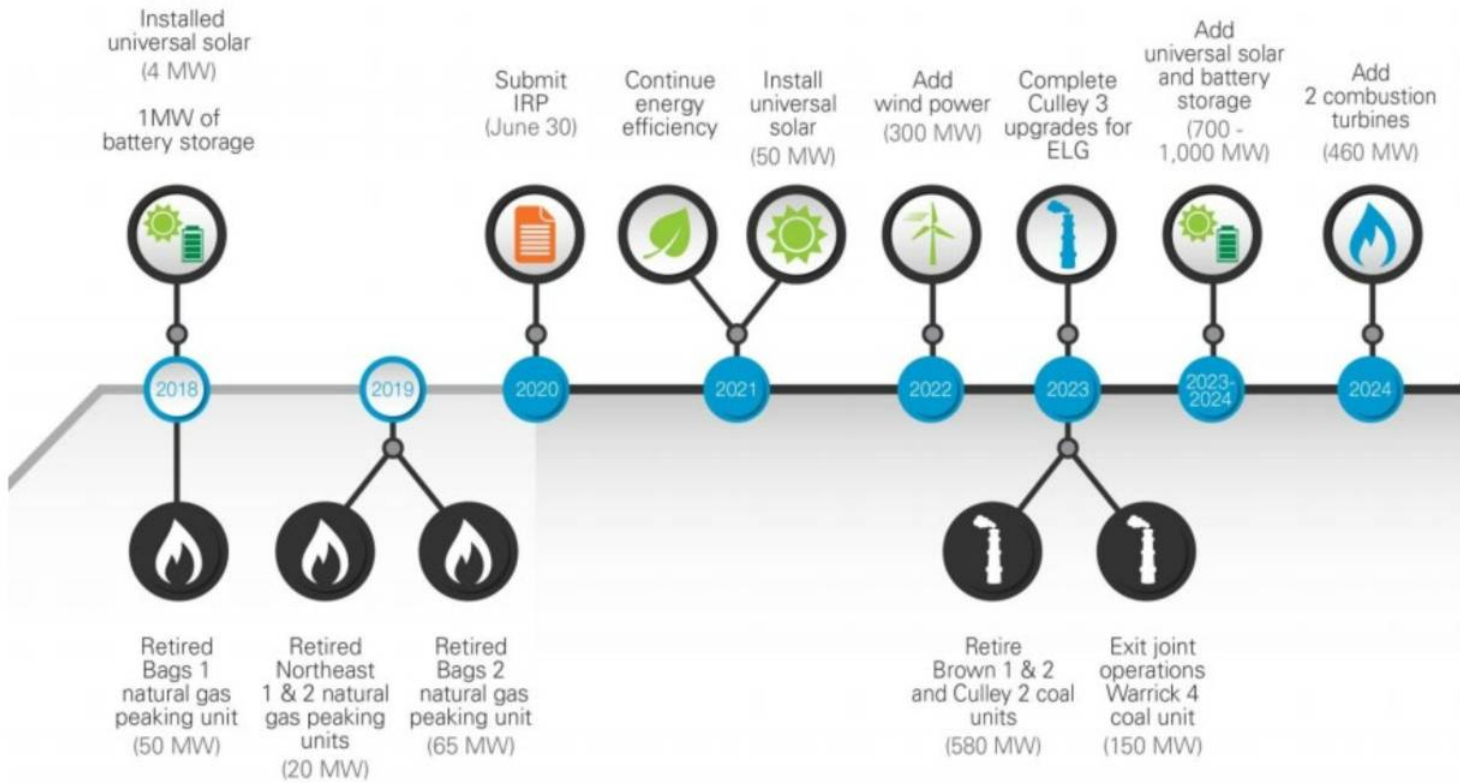 Installed
universal solar
(4 MW)
1MW of
battery storage
Submit
IRP
(June 30)
Continue
energy
efficiency
Install
universal
solar
(50 MW)
Add
wind power
(300 MW)
Complete
Culley 3
upgrades for
ELG
Add
universal solar
and battery
storage
(700 -
1,000 MW)
Add
2 combustion
turbines
(460 MW)
2018
2019
2020
2021
2022
2023
2023-
2024
2024
Retired
Bags 1
natural gas
peaking unit
(50 MW)
Retired
Northeast
1 & 2 natural
gas peaking
units
(20 MW)
Retired
Bags 2
natural gas
peaking unit
(65 MW)
Retire
Brown 1 & 2
and Culley 2 coal
units
(580 MW)
Exit joint
operations
Warrick 4
coal unit
(150 MW)